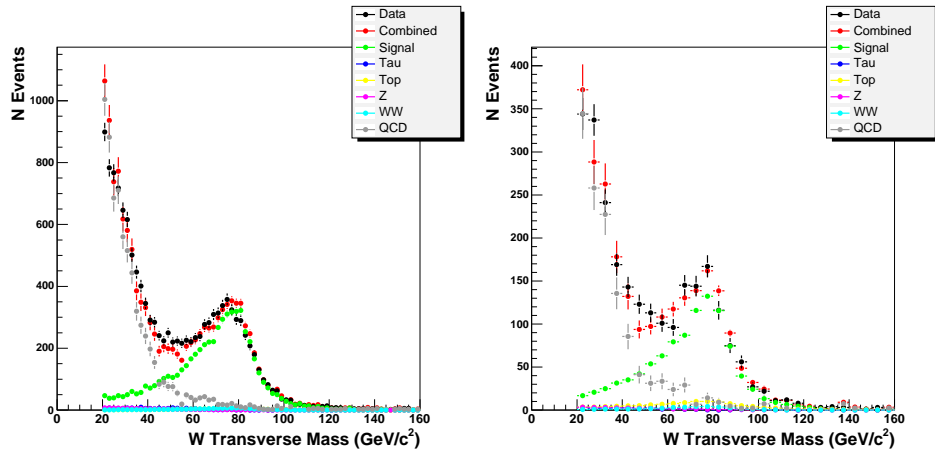 N Events
1000
800
600
400
200
0
0 20 40 60 80 100 120 140 160
W Transverse Mass (GeV/c²)
Data
Combined
Signal
Tau
Top
Z
WW
QCD
N Events
400
350
300
250
200
150
100
50
0
0 20 40 60 80 100 120 140 160
W Transverse Mass (GeV/c²)
Data
Combined
Signal
Tau
Top
Z
WW
QCD